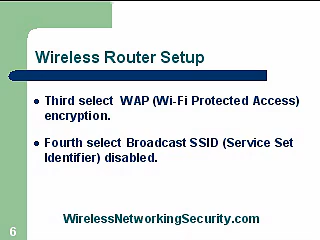 Wireless Router Setup
Third select WAP (Wi-Fi Protected Access)
encryption.
Fourth select Broadcast SSID (Service Set
Identifier) disabled.
WirelessNetworkingSecurity.com
6